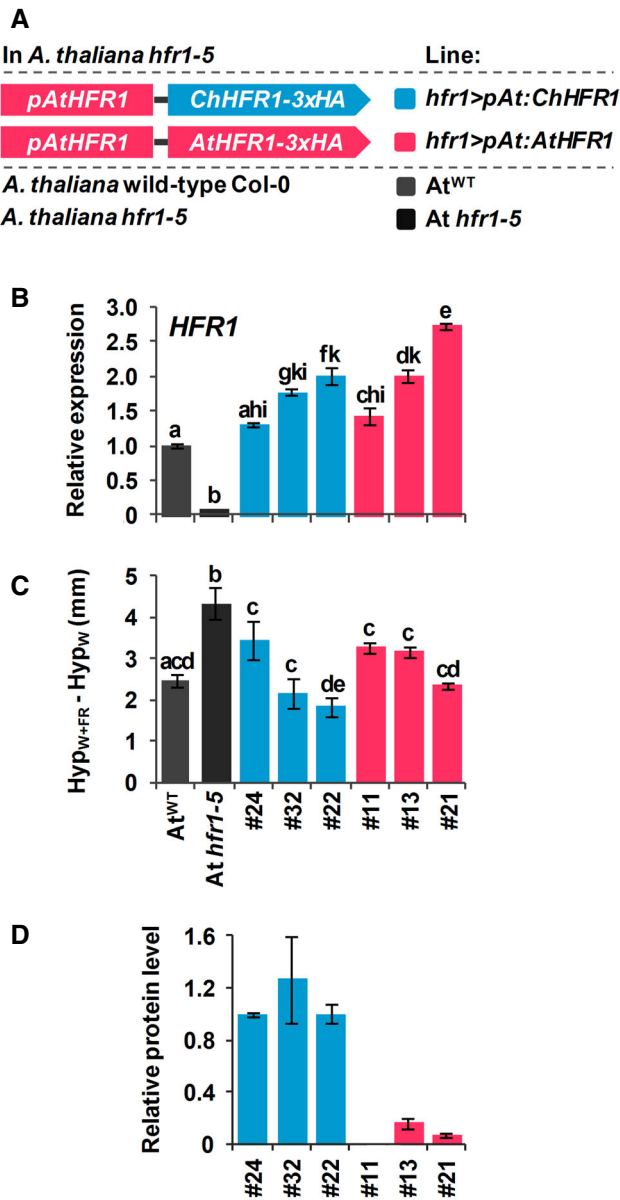 A
In A. thaliana hfr1-5 Line:
pAtHFR1 ChHFR1-3xHA hfr1>pAt:ChHFR1
pAtHFR1 AtHFR1-3xHA hfr1>pAt:AtHFR1
A. thaliana wild-type Col-0 Atᵂᵀ
A. thaliana hfr1-5 At hfr1-5
B
Relative expression
HFR1
3.0
2.5
2.0
1.5
1.0
0.5
0
a b ahi gki fk chi dk e
C
Hyp_W+FR - Hyp_W (mm)
5
4
3
2
1
0
acd b c c de c c cd
Atᵂᵀ At hfr1-5 #24 #32 #22 #11 #13 #21
D
Relative protein level
1.6
1.2
0.8
0.4
0
#24 #32 #22 #11 #13 #21